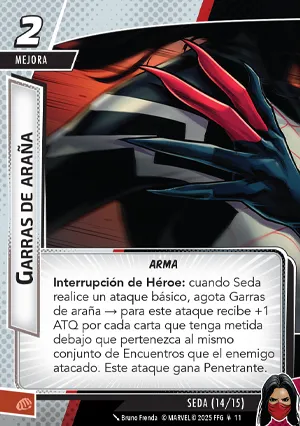 2
MEJORA
GARRAS DE ARAÑA
ARMA
Interrupción de Héroe: cuando Seda
realice un ataque básico, agota Garras
de araña → para este ataque recibe +1
ATQ por cada carta que tenga metida
debajo que pertenezca al mismo
conjunto de Encuentros que el enemigo
atacado. Este ataque gana Penetrante.
SEDA (14/15)
Bruno Frenda © MARVEL © 2025 FFG 11